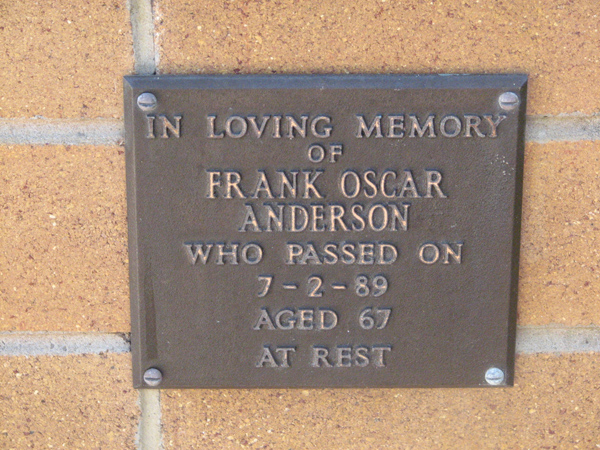 IN LOVING MEMORY
OF
FRANK OSCAR
ANDERSON
WHO PASSED ON
7-2-89
AGED 67
AT REST